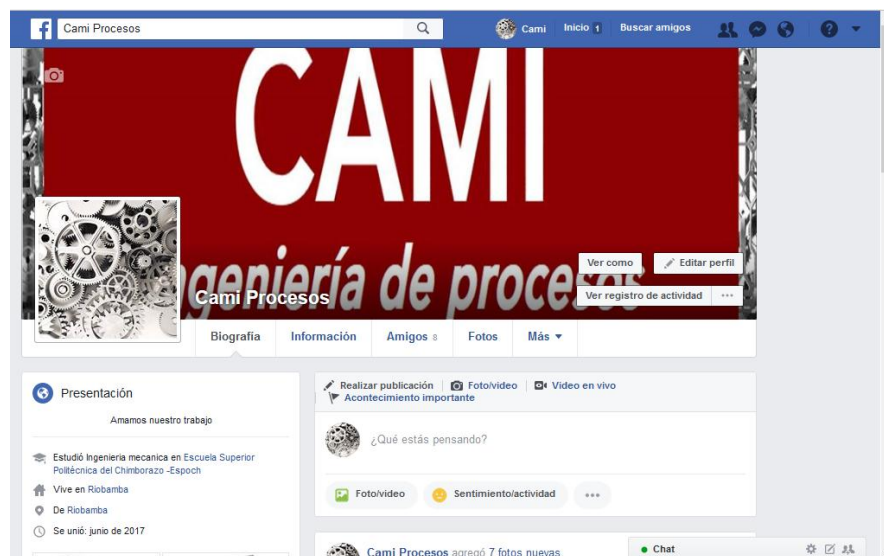 Cami Procesos
Cami Inicio 1 Buscar amigos
CAMI
Ingeniería de procesos
Ver como Editar perfil
Cami Procesos
Ver registro de actividad ...
Biografía Información Amigos 8 Fotos Más
Presentación
Amamos nuestro trabajo
Estudió Ingenieria mecanica en Escuela Superior
Politécnica del Chimborazo -Espoch
Vive en Riobamba
De Riobamba
Se unió: junio de 2017
Realizar publicación Foto/video Video en vivo
Acontecimiento importante
¿Qué estás pensando?
Foto/video Sentimiento/actividad ...
Cami Procesos agregó 7 fotos nuevas
Chat